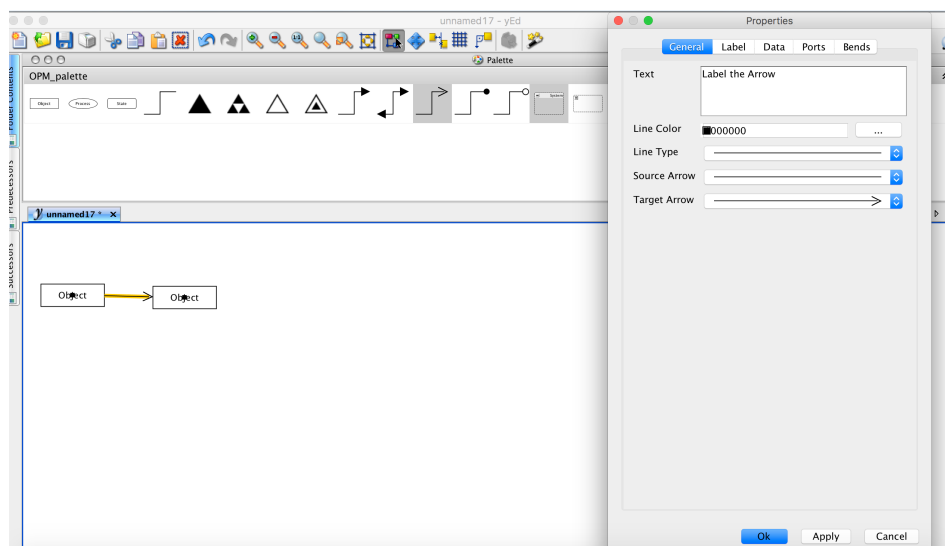 unnamed17 - yEd
Properties
Palette
OPM_palette
Object
Process
State
System
Folder Contents
Predecessors
Successors
unnamed17 *
Object
Object
General Label Data Ports Bends
Text
Label the Arrow
Line Color
000000
...
Line Type
Source Arrow
Target Arrow
Ok Apply Cancel